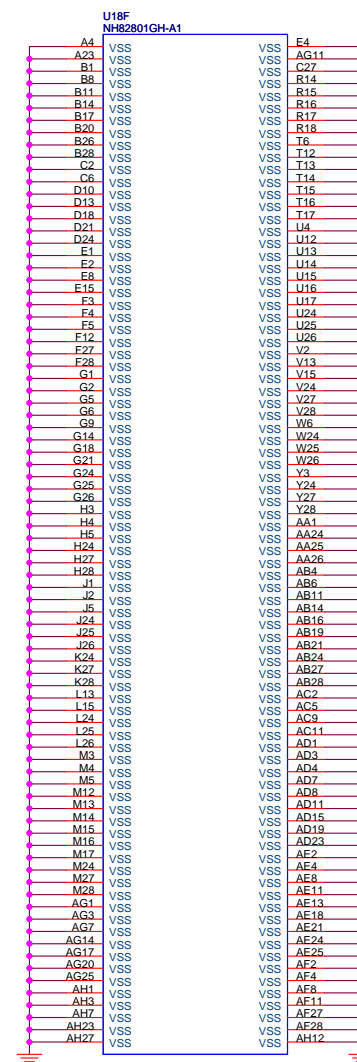 U18F
NH82801GH-A1
A4 VSS VSS E4
A23 VSS VSS AG11
B1 VSS VSS C27
B8 VSS VSS R14
B11 VSS VSS R15
B14 VSS VSS R16
B17 VSS VSS R17
B20 VSS VSS R18
B26 VSS VSS T6
B28 VSS VSS T12
C2 VSS VSS T13
C6 VSS VSS T14
D10 VSS VSS T15
D13 VSS VSS T16
D18 VSS VSS T17
D21 VSS VSS U4
D24 VSS VSS U12
E1 VSS VSS U13
E2 VSS VSS U14
E8 VSS VSS U15
E15 VSS VSS U16
F3 VSS VSS U17
F4 VSS VSS U24
F5 VSS VSS U25
F12 VSS VSS U26
F27 VSS VSS V2
F28 VSS VSS V13
G1 VSS VSS V15
G2 VSS VSS V24
G5 VSS VSS V27
G6 VSS VSS V28
G9 VSS VSS W6
G14 VSS VSS W24
G18 VSS VSS W25
G21 VSS VSS W26
G24 VSS VSS Y3
G25 VSS VSS Y24
G26 VSS VSS Y27
H3 VSS VSS Y28
H4 VSS VSS AA1
H5 VSS VSS AA24
H24 VSS VSS AA25
H27 VSS VSS AA26
H28 VSS VSS AB4
J1 VSS VSS AB6
J2 VSS VSS AB11
J5 VSS VSS AB14
J24 VSS VSS AB16
J25 VSS VSS AB19
J26 VSS VSS AB21
K24 VSS VSS AB24
K27 VSS VSS AB27
K28 VSS VSS AB28
L13 VSS VSS AC2
L15 VSS VSS AC5
L24 VSS VSS AC9
L25 VSS VSS AC11
L26 VSS VSS AD1
M3 VSS VSS AD3
M4 VSS VSS AD4
M5 VSS VSS AD7
M12 VSS VSS AD8
M13 VSS VSS AD11
M14 VSS VSS AD15
M15 VSS VSS AD19
M16 VSS VSS AD23
M17 VSS VSS AE2
M24 VSS VSS AE4
M27 VSS VSS AE8
M28 VSS VSS AE11
AG1 VSS VSS AE13
AG3 VSS VSS AE18
AG7 VSS VSS AE21
AG14 VSS VSS AE24
AG17 VSS VSS AE25
AG20 VSS VSS AF2
AG25 VSS VSS AF4
AH1 VSS VSS AF8
AH3 VSS VSS AF11
AH7 VSS VSS AF27
AH23 VSS VSS AF28
AH27 VSS VSS AH12